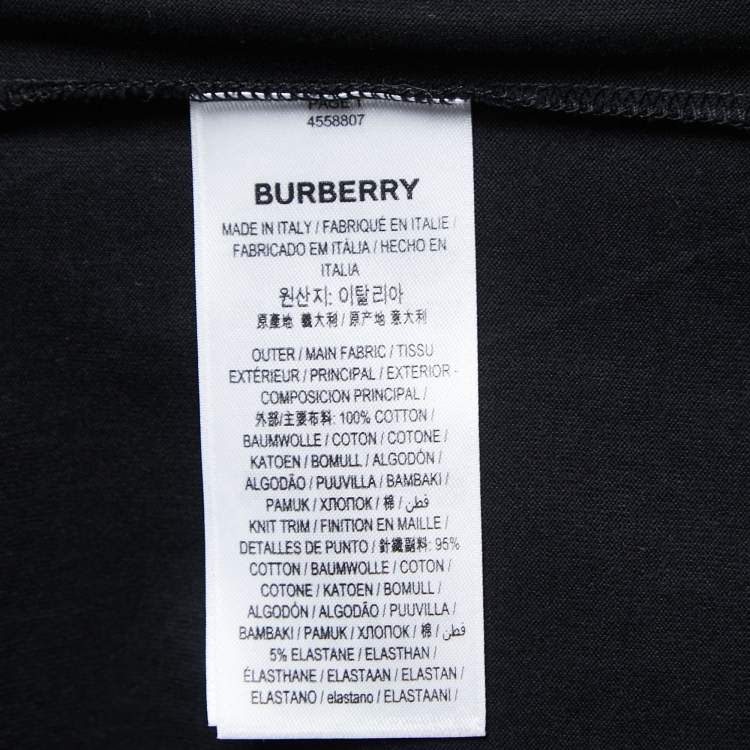 PAGE 1
4558807
BURBERRY
MADE IN ITALY / FABRIQUÉ EN ITALIE /
FABRICADO EM ITÁLIA / HECHO EN
ITALIA
원산지: 이탈리아
原產地 義大利 / 原产地 意大利
OUTER / MAIN FABRIC / TISSU
EXTÉRIEUR / PRINCIPAL / EXTERIOR -
COMPOSICION PRINCIPAL /
外部/主要布料: 100% COTTON /
BAUMWOLLE / COTON / COTONE /
KATOEN / BOMULL / ALGODÓN /
ALGODÃO / PUUVILLA / BAMBAKI /
PAMUK / ХЛОПОК / 棉 / قطن /
KNIT TRIM / FINITION EN MAILLE /
DETALLES DE PUNTO / 針織副料: 95%
COTTON / BAUMWOLLE / COTON /
COTONE / KATOEN / BOMULL /
ALGODÓN / ALGODÃO / PUUVILLA /
BAMBAKI / PAMUK / ХЛОПОК / 棉 / قطن /
5% ELASTANE / ELASTHAN /
ÉLASTHANE / ELASTAAN / ELASTAN /
ELASTANO / elastano / ELASTAANI /